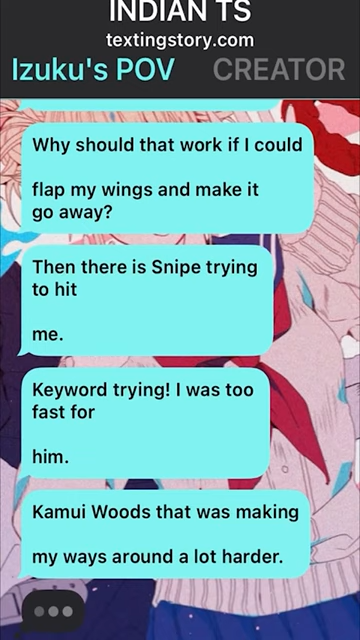 INDIAN TS
textingstory.com
Izuku's POV CREATOR
Why should that work if I could
flap my wings and make it
go away?
Then there is Snipe trying
to hit
me.
Keyword trying! I was too
fast for
him.
Kamui Woods that was making
my ways around a lot harder.